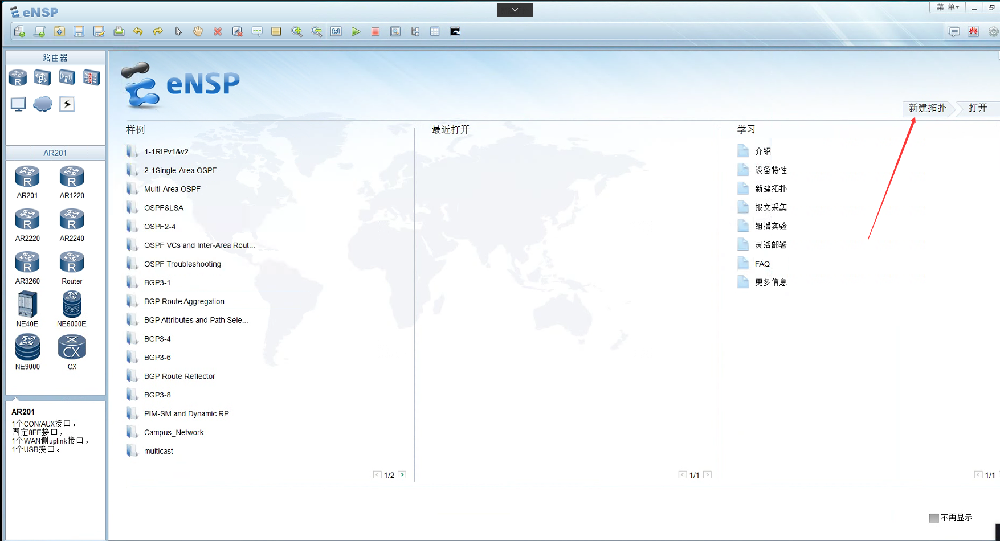 eNSP
菜 单
路由器
R
AR201
R
R
AR201
AR1220
R
R
AR2220
AR2240
R
R
AR3260
Router
NE40E
NE5000E
CX
NE9000
CX
AR201
1个CON/AUX接口，
固定8FE接口，
1个WAN侧uplink接口，
1个USB接口。
eNSP
新建拓扑
打开
样例
1-1RIPv1&v2
2-1Single-Area OSPF
Multi-Area OSPF
OSPF&LSA
OSPF2-4
OSPF VCs and Inter-Area Rout...
OSPF Troubleshooting
BGP3-1
BGP Route Aggregation
BGP Attributes and Path Sele...
BGP3-4
BGP3-6
BGP Route Reflector
BGP3-8
PIM-SM and Dynamic RP
Campus_Network
multicast
1/2
最近打开
1/1
学习
介绍
设备特性
新建拓扑
报文采集
组播实验
灵活部署
FAQ
更多信息
1/1
不再显示